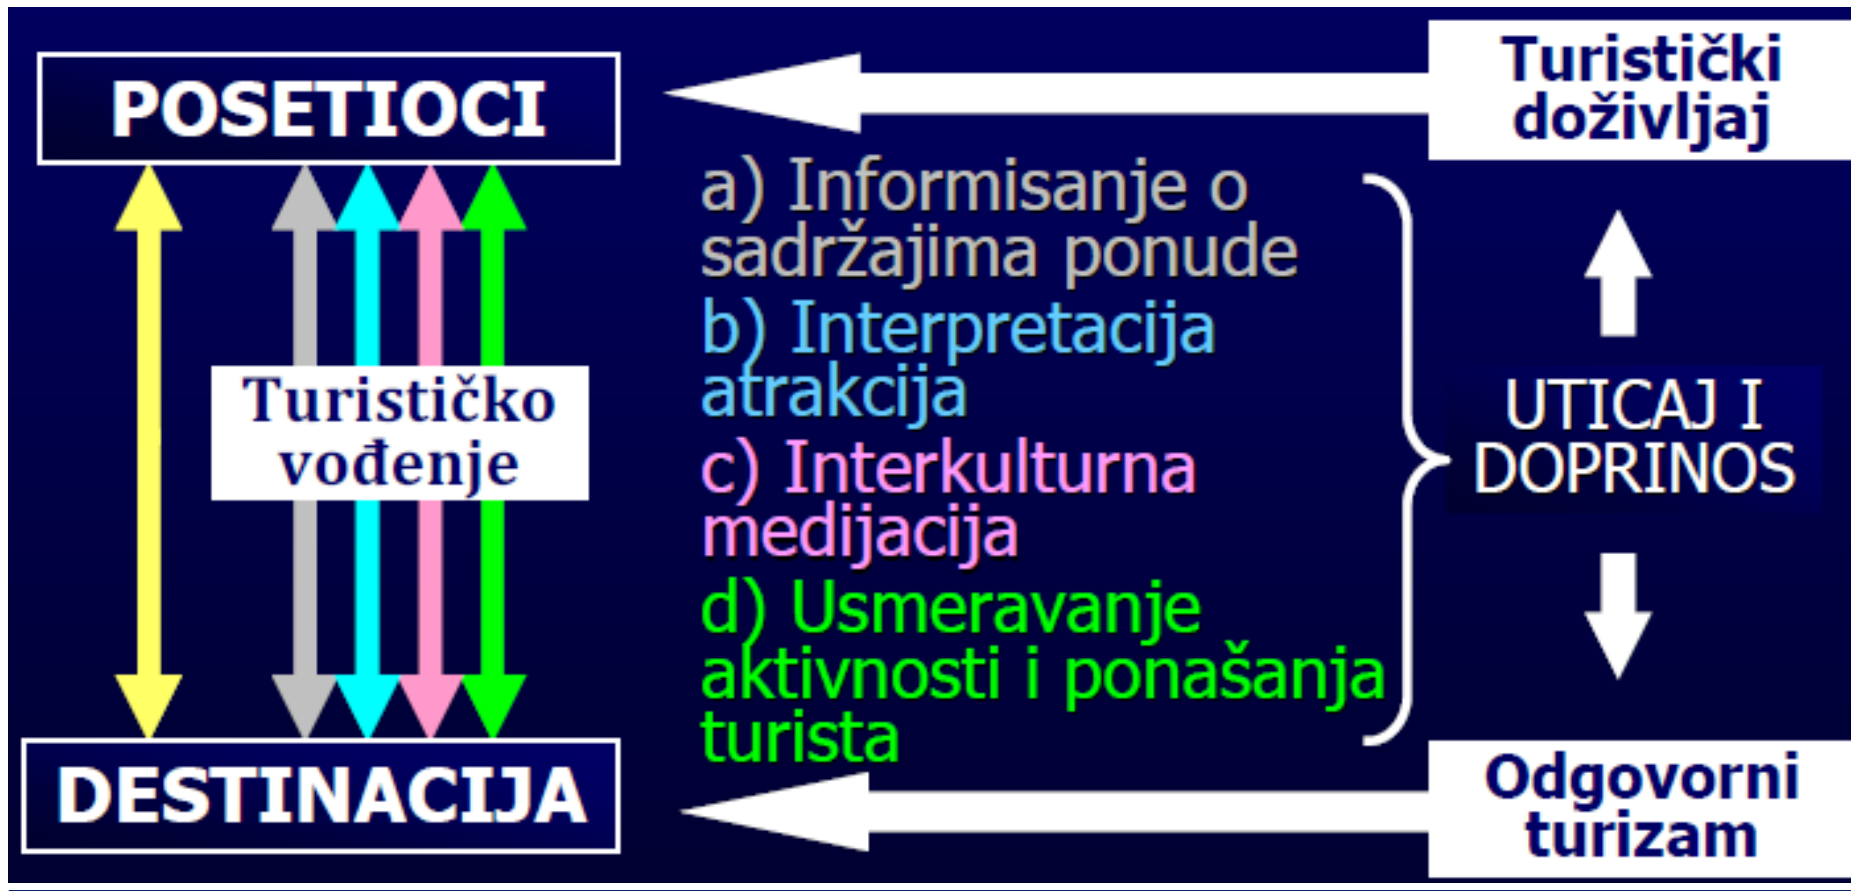 POSETIOCI
Turističko
vođenje
DESTINACIJA
a) Informisanje o
sadržajima ponude
b) Interpretacija
atrakcija
c) Interkulturna
medijacija
d) Usmeravanje
aktivnosti i ponašanja
turista
Turistički
doživljaj
UTICAJ I
DOPRINOS
Odgovorni
turizam